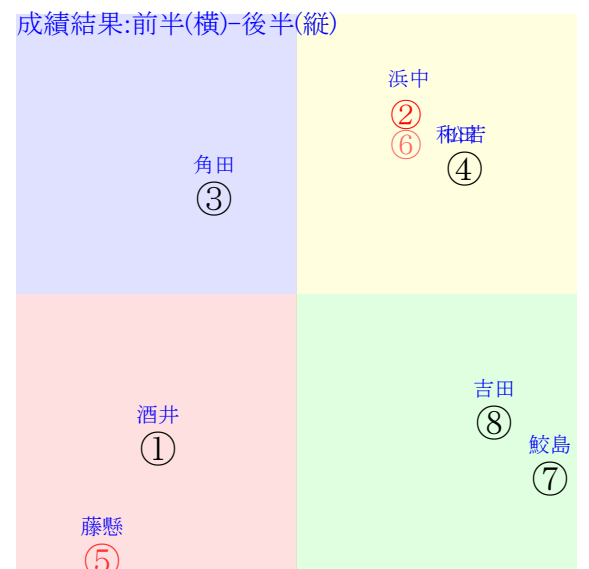 成績結果:前半(横)-後半(縦)
浜中
②
⑥
④
角田
③
吉田
⑧
酒井
①
鮫島
⑦
藤懸
⑤